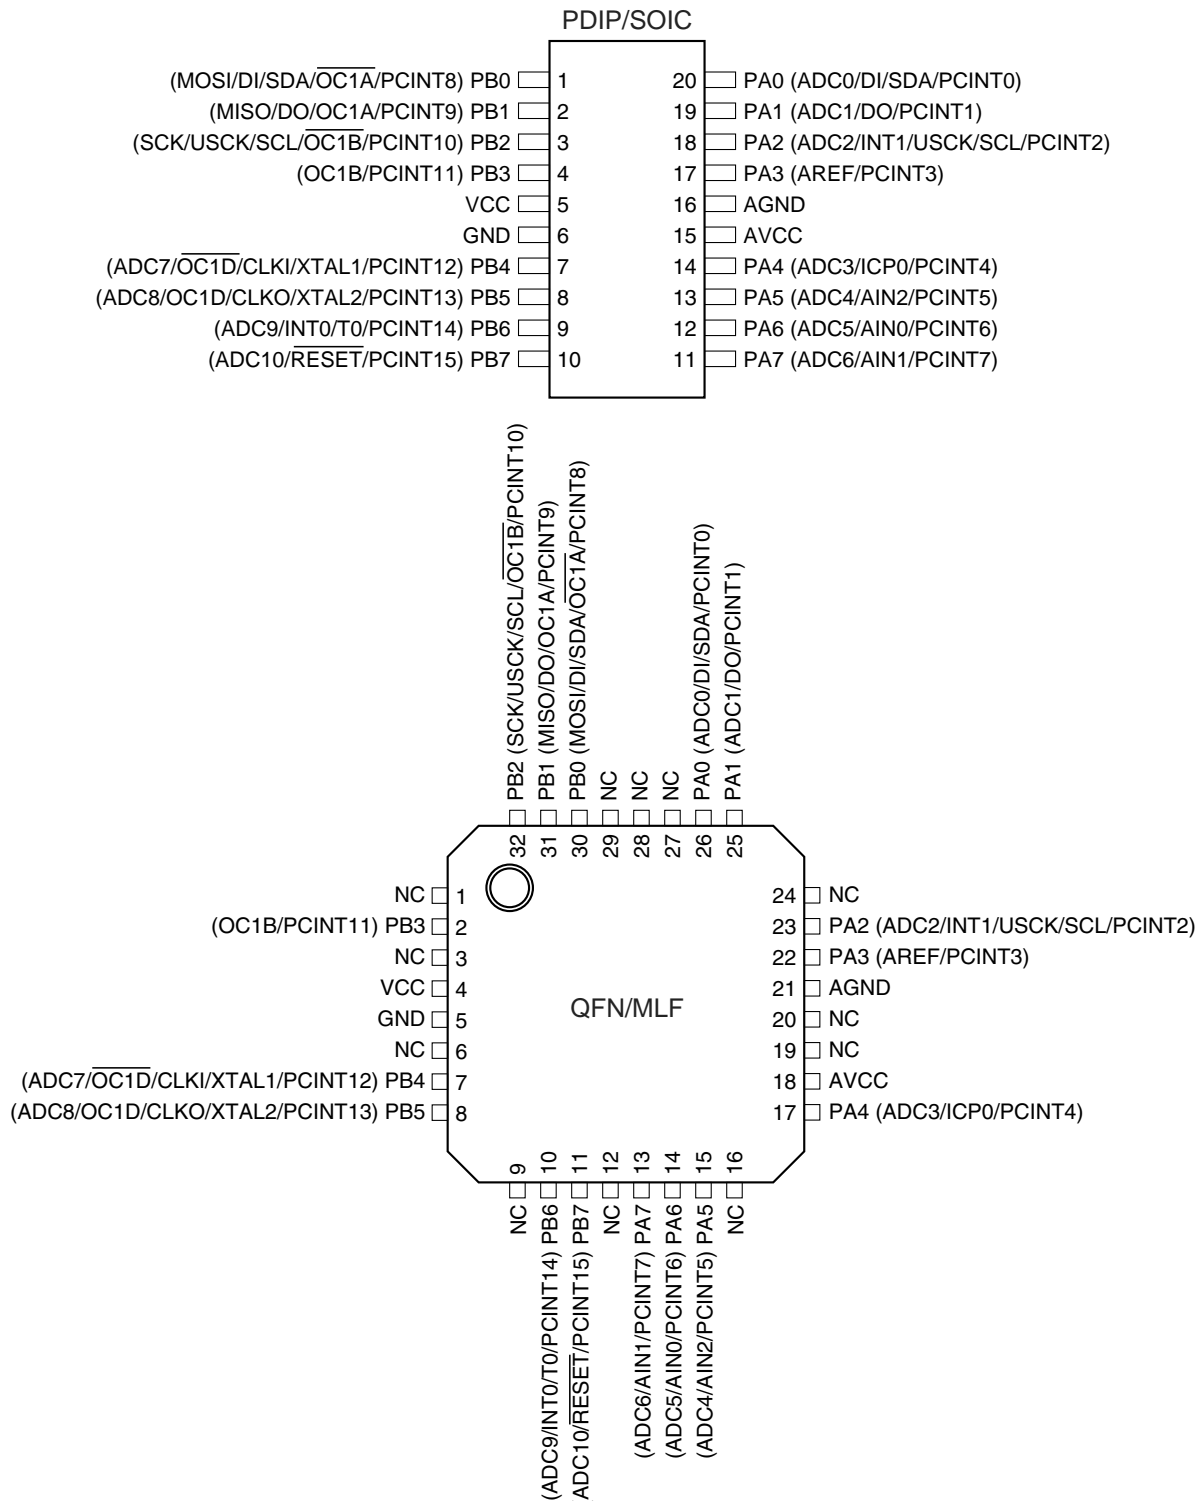 PDIP/SOIC
(MOSI/DI/SDA/O̅C̅1̅A̅/PCINT8) PB0 1 20 PA0 (ADC0/DI/SDA/PCINT0)
(MISO/DO/OC1A/PCINT9) PB1 2 19 PA1 (ADC1/DO/PCINT1)
(SCK/USCK/SCL/O̅C̅1̅B̅/PCINT10) PB2 3 18 PA2 (ADC2/INT1/USCK/SCL/PCINT2)
(OC1B/PCINT11) PB3 4 17 PA3 (AREF/PCINT3)
VCC 5 16 AGND
GND 6 15 AVCC
(ADC7/O̅C̅1̅D̅/CLKI/XTAL1/PCINT12) PB4 7 14 PA4 (ADC3/ICP0/PCINT4)
(ADC8/OC1D/CLKO/XTAL2/PCINT13) PB5 8 13 PA5 (ADC4/AIN2/PCINT5)
(ADC9/INT0/T0/PCINT14) PB6 9 12 PA6 (ADC5/AIN0/PCINT6)
(ADC10/R̅E̅S̅E̅T̅/PCINT15) PB7 10 11 PA7 (ADC6/AIN1/PCINT7)
PB2 (SCK/USCK/SCL/O̅C̅1̅B̅/PCINT10)
PB1 (MISO/DO/OC1A/PCINT9)
PB0 (MOSI/DI/SDA/O̅C̅1̅A̅/PCINT8)
NC
NC
NC
PA0 (ADC0/DI/SDA/PCINT0)
PA1 (ADC1/DO/PCINT1)
32 31 30 29 28 27 26 25
NC 1 24 NC
(OC1B/PCINT11) PB3 2 23 PA2 (ADC2/INT1/USCK/SCL/PCINT2)
NC 3 22 PA3 (AREF/PCINT3)
VCC 4 21 AGND
QFN/MLF
GND 5 20 NC
NC 6 19 NC
(ADC7/O̅C̅1̅D̅/CLKI/XTAL1/PCINT12) PB4 7 18 AVCC
(ADC8/OC1D/CLKO/XTAL2/PCINT13) PB5 8 17 PA4 (ADC3/ICP0/PCINT4)
9 10 11 12 13 14 15 16
NC
(ADC9/INT0/T0/PCINT14) PB6
ADC10/R̅E̅S̅E̅T̅/PCINT15) PB7
NC
(ADC6/AIN1/PCINT7) PA7
(ADC5/AIN0/PCINT6) PA6
(ADC4/AIN2/PCINT5) PA5
NC